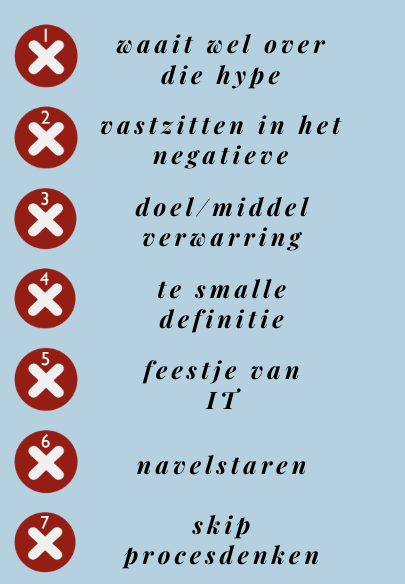 1
waait wel over
die hype
2
vastzitten in het
negatieve
3
doel/middel
verwarring
4
te smalle
definitie
5
feestje van
IT
6
navelstaren
7
skip
procesdenken